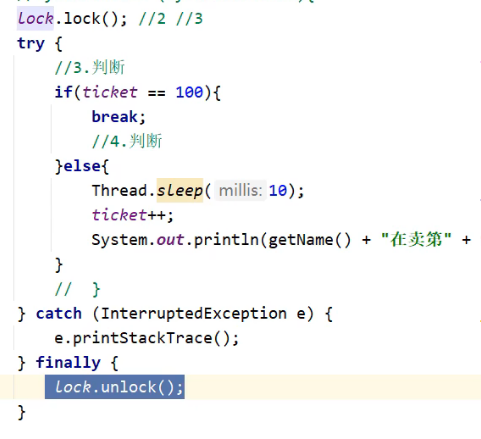 lock.lock(); //2 //3
try {
//3.判断
if(ticket == 100){
break;
//4.判断
}else{
Thread.sleep( millis: 10);
ticket++;
System.out.println(getName() + "在卖第" +
}
// }
} catch (InterruptedException e) {
e.printStackTrace();
} finally {
lock.unlock();
}